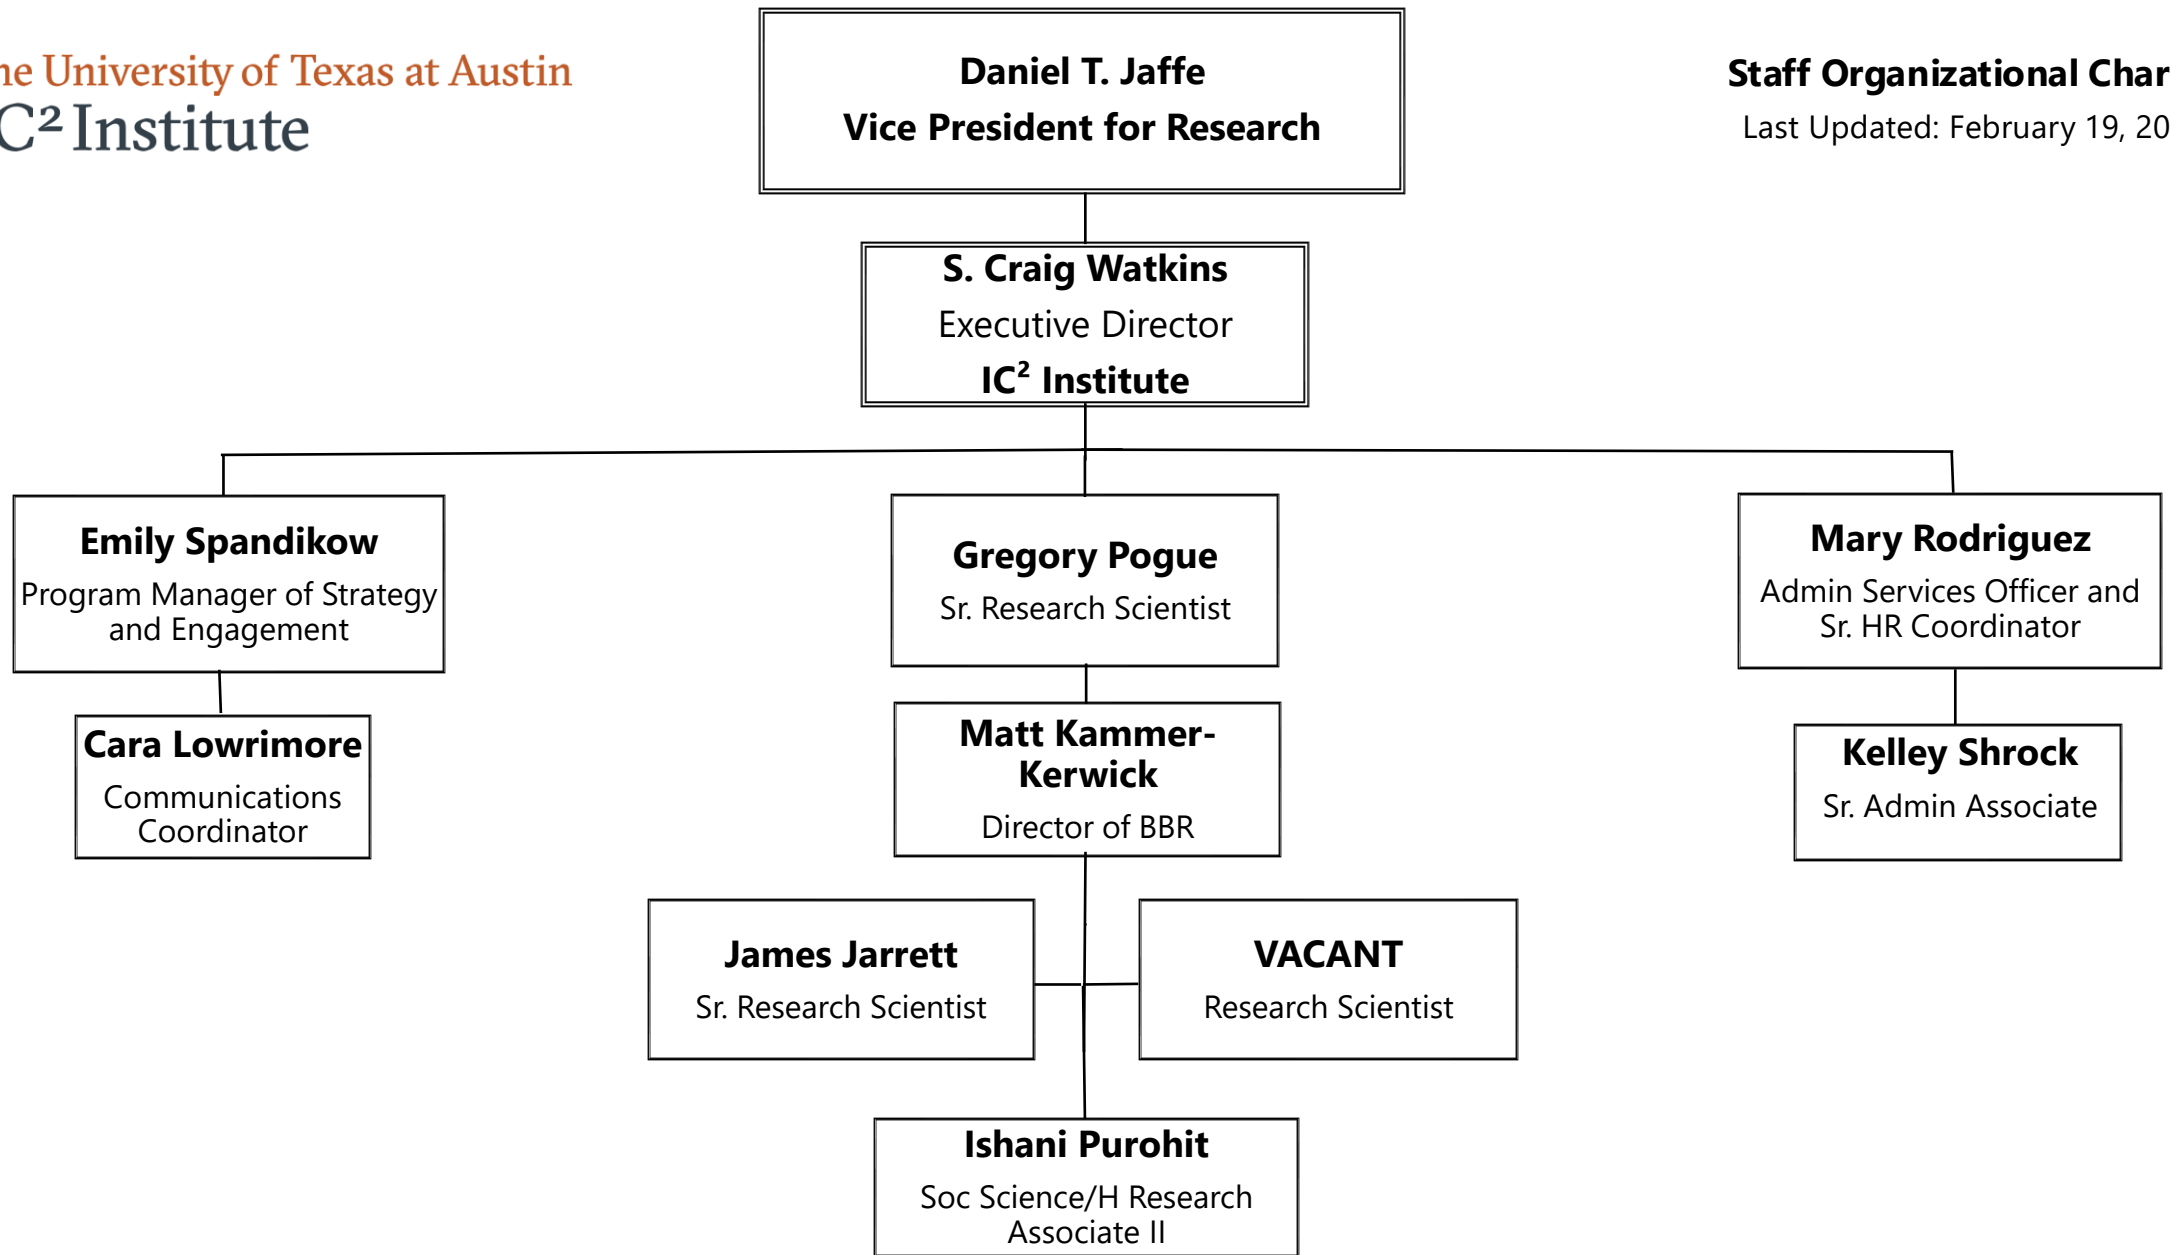 he University of Texas at Austin
C² Institute
Daniel T. Jaffe
Vice President for Research
Staff Organizational Char
Last Updated: February 19, 20
S. Craig Watkins
Executive Director
IC² Institute
Emily Spandikow
Program Manager of Strategy
and Engagement
Gregory Pogue
Sr. Research Scientist
Mary Rodriguez
Admin Services Officer and
Sr. HR Coordinator
Cara Lowrimore
Communications
Coordinator
Matt Kammer-
Kerwick
Director of BBR
Kelley Shrock
Sr. Admin Associate
James Jarrett
Sr. Research Scientist
VACANT
Research Scientist
Ishani Purohit
Soc Science/H Research
Associate II